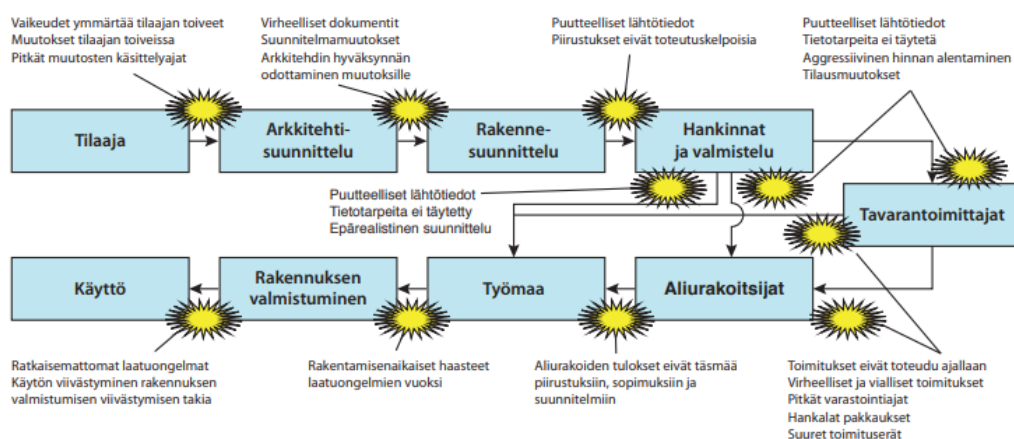 Vaikeudet ymmärtää tilaajan toiveet
Muutokset tilaajan toiveissa
Pitkät muutosten käsittelyajat
Virheelliset dokumentit
Suunnitelmamuutokset
Arkkitehdin hyväksynnän
odottaminen muutoksille
Puutteelliset lähtötiedot
Piirustukset eivät toteutuskelpoisia
Puutteelliset lähtötiedot
Tietotarpeita ei täytetä
Aggressiivinen hinnan alentaminen
Tilausmuutokset
Tilaaja
Arkkitehti-
suunnittelu
Rakenne-
suunnittelu
Hankinnat
ja valmistelu
Puutteelliset lähtötiedot
Tietotarpeita ei täytetty
Epärealistinen suunnittelu
Tavarantoimittajat
Käyttö
Rakennuksen
valmistuminen
Työmaa
Aliurakoitsijat
Ratkaisemattomat laatuongelmat
Käytön viivästyminen rakennuksen
valmistumisen viivästymisen takia
Rakentamisenaikaiset haasteet
laatuongelmien vuoksi
Aliurakoiden tulokset eivät täsmää
piirustuksiin, sopimuksiin ja
suunnitelmiin
Toimitukset eivät toteudu ajallaan
Virheelliset ja vialliset toimitukset
Pitkät varastointiajat
Hankalat pakkaukset
Suuret toimituserät